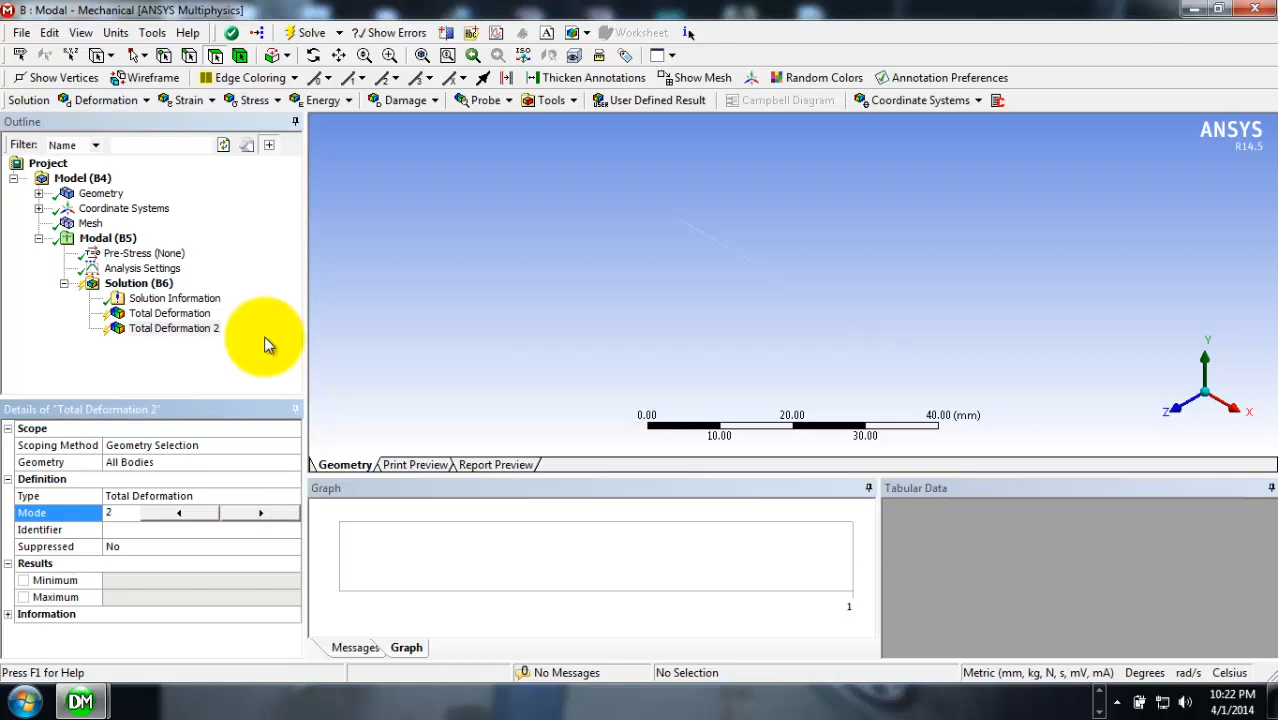 B : Modal - Mechanical [ANSYS Multiphysics]
File Edit View Units Tools Help Solve ?/ Show Errors A Worksheet i
ISO
Show Vertices Wireframe Edge Coloring Thicken Annotations Show Mesh Random Colors Annotation Preferences
Solution Deformation Strain Stress Energy Damage Probe Tools User Defined Result Campbell Diagram Coordinate Systems
Outline
Filter: Name
Project
Model (B4)
Geometry
Coordinate Systems
Mesh
Modal (B5)
Pre-Stress (None)
Analysis Settings
Solution (B6)
Solution Information
Total Deformation
Total Deformation 2
ANSYS
R14.5
Y
Z
X
0.00 20.00 40.00 (mm)
10.00 30.00
Geometry Print Preview Report Preview
Details of "Total Deformation 2"
Scope
Scoping Method Geometry Selection
Geometry All Bodies
Definition
Type Total Deformation
Mode 2
Identifier
Suppressed No
Results
Minimum
Maximum
Information
Graph
1
Messages Graph
Tabular Data
Press F1 for Help 0 No Messages No Selection Metric (mm, kg, N, s, mV, mA) Degrees rad/s Celsius
DM
10:22 PM
4/1/2014